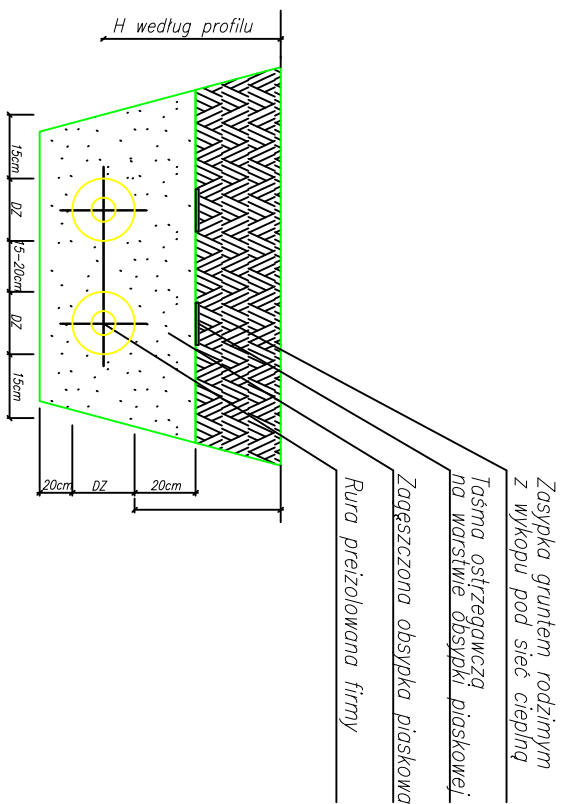 H według profilu
15cm
DZ
15-20cm
DZ
15cm
20cm
DZ
20cm
Zasypka gruntem rodzimym
z wykopu pod sieć cieplną
Taśma ostrzegawcza
na warstwie obsypki piaskowej
Zagęszczona obsypka piaskowa
Rura preizolowana firmy